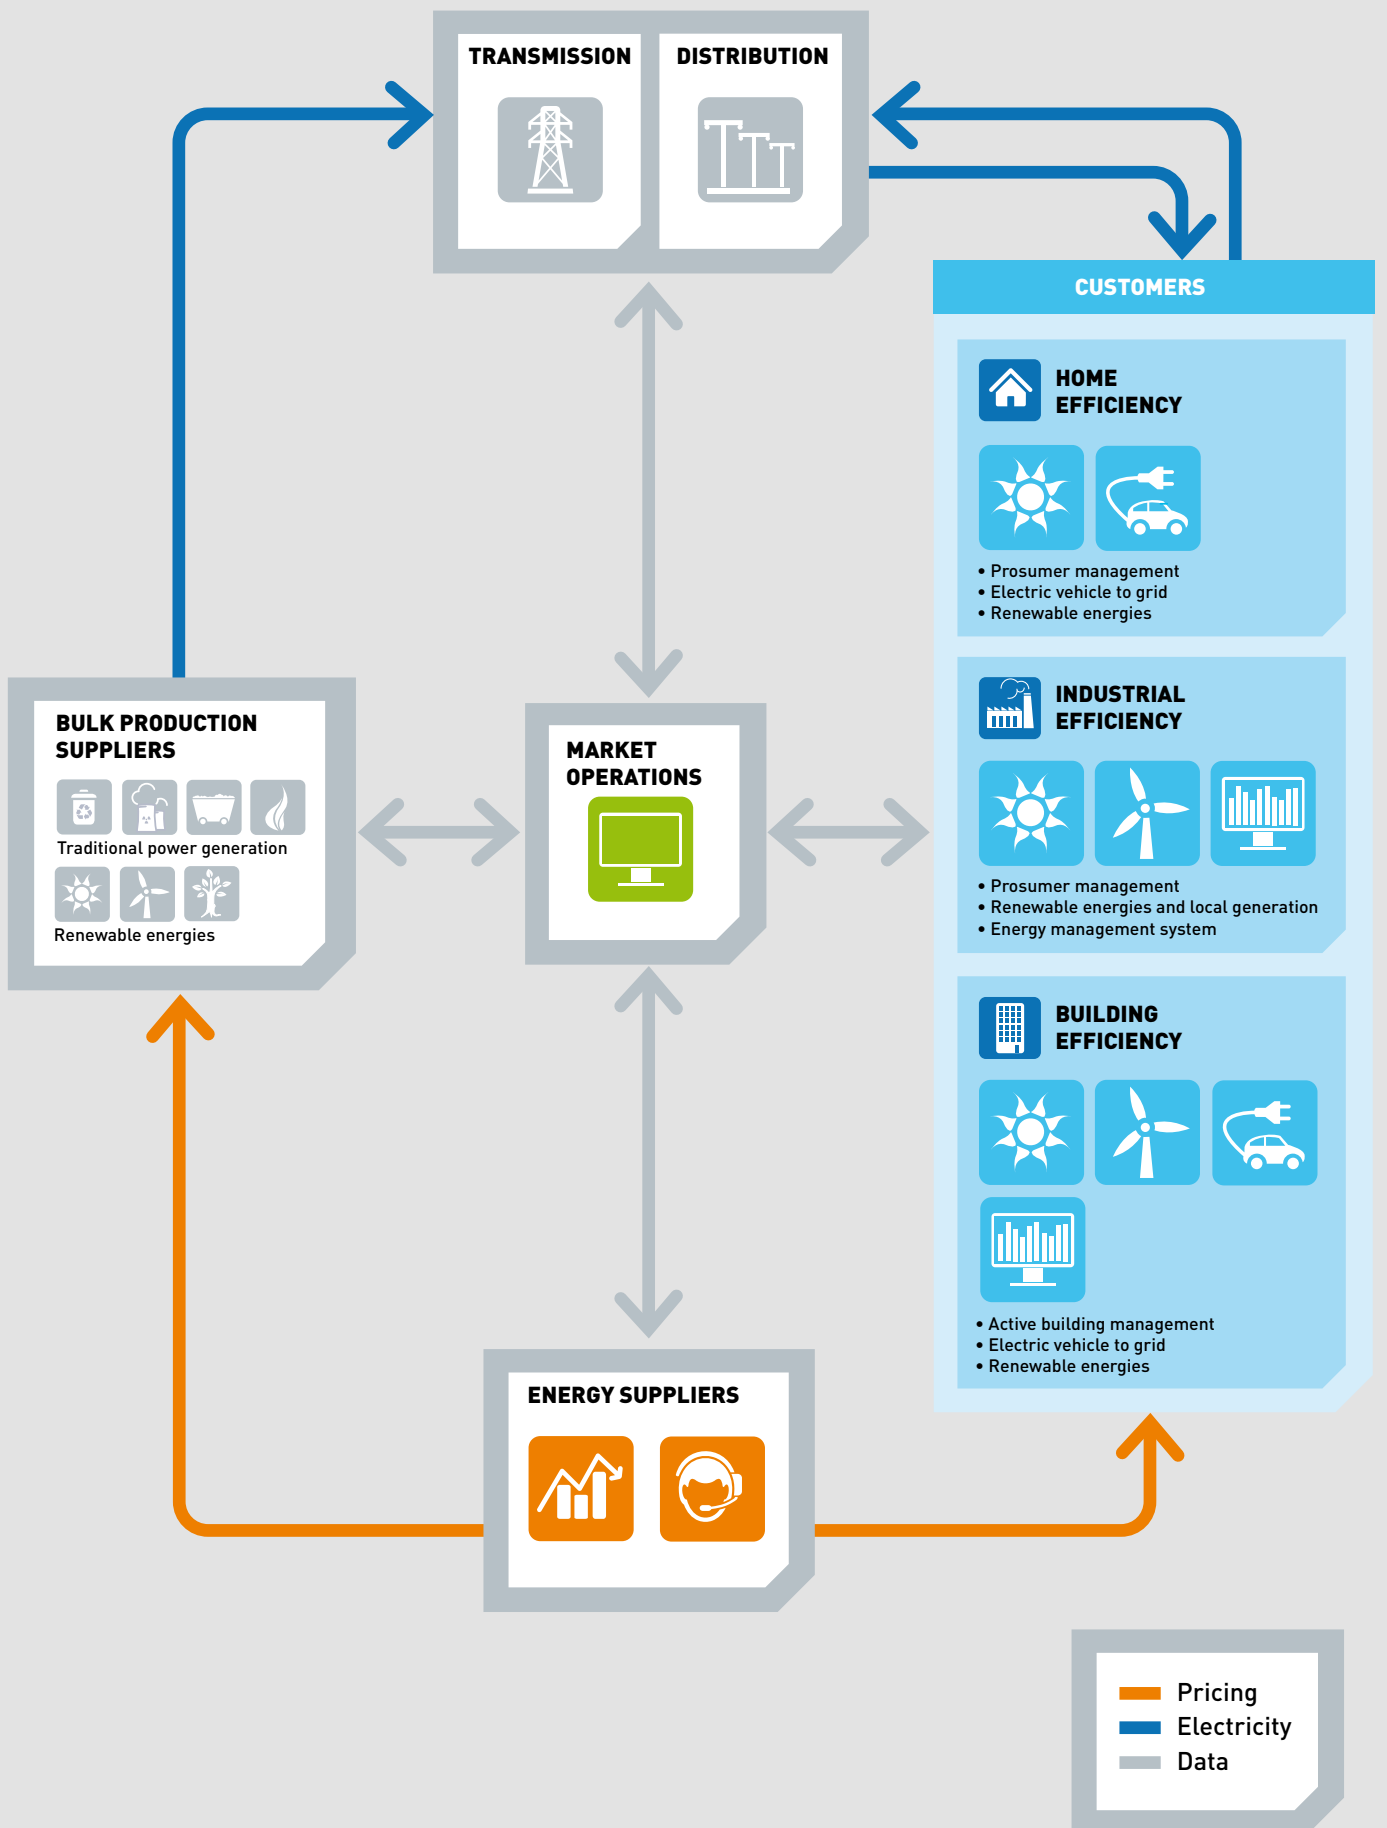 TRANSMISSION
DISTRIBUTION
CUSTOMERS
HOME
EFFICIENCY
• Prosumer management
• Electric vehicle to grid
• Renewable energies
INDUSTRIAL
EFFICIENCY
• Prosumer management
• Renewable energies and local generation
• Energy management system
BULK PRODUCTION
SUPPLIERS
Traditional power generation
Renewable energies
MARKET
OPERATIONS
BUILDING
EFFICIENCY
• Active building management
• Electric vehicle to grid
• Renewable energies
ENERGY SUPPLIERS
Pricing
Electricity
Data